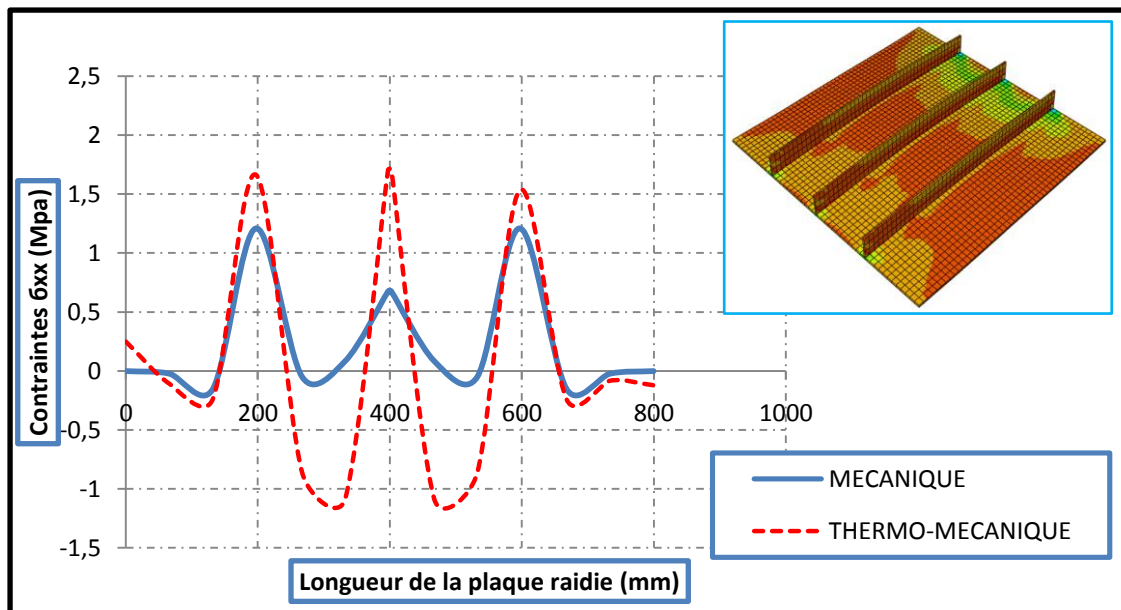 2,5
2
1,5
1
0,5
0
-0,5
-1
-1,5
0 200 400 600 800 1000
Contraintes 6xx (Mpa)
Longueur de la plaque raidie (mm)
MECANIQUE
THERMO-MECANIQUE